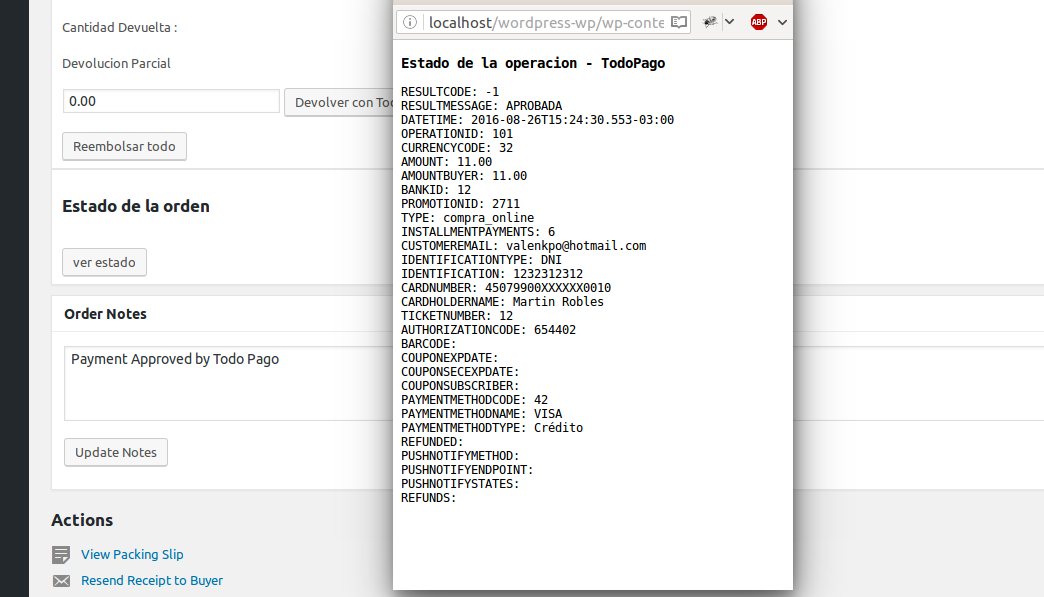 Cantidad Devuelta :
Devolucion Parcial
0.00
Devolver con
Reembolsar todo
Estado de la orden
ver estado
Order Notes
Payment Approved by Todo Pago
Update Notes
Actions
View Packing Slip
Resend Receipt to Buyer
localhost/wordpress-wp/wp-conte
ABP
Estado de la operacion - TodoPago
RESULTCODE: -1
RESULTMESSAGE: APROBADA
DATETIME: 2016-08-26T15:24:30.553-03:00
OPERATIONID: 101
CURRENCYCODE: 32
AMOUNT: 11.00
AMOUNTBUYER: 11.00
BANKID: 12
PROMOTIONID: 2711
TYPE: compra_online
INSTALLMENTPAYMENTS: 6
CUSTOMEREMAIL: valenkpo@hotmail.com
IDENTIFICATIONTYPE: DNI
IDENTIFICATION: 1232312312
CARDNUMBER: 45079900XXXXXX0010
CARDHOLDERNAME: Martin Robles
TICKETNUMBER: 12
AUTHORIZATIONCODE: 654402
BARCODE:
COUPONEXPDATE:
COUPONSECEXPDATE:
COUPONSUBSCRIBER:
PAYMENTMETHODCODE: 42
PAYMENTMETHODNAME: VISA
PAYMENTMETHODTYPE: Crédito
REFUNDED:
PUSHNOTIFYMETHOD:
PUSHNOTIFYENDPOINT:
PUSHNOTIFYSTATES:
REFUNDS: